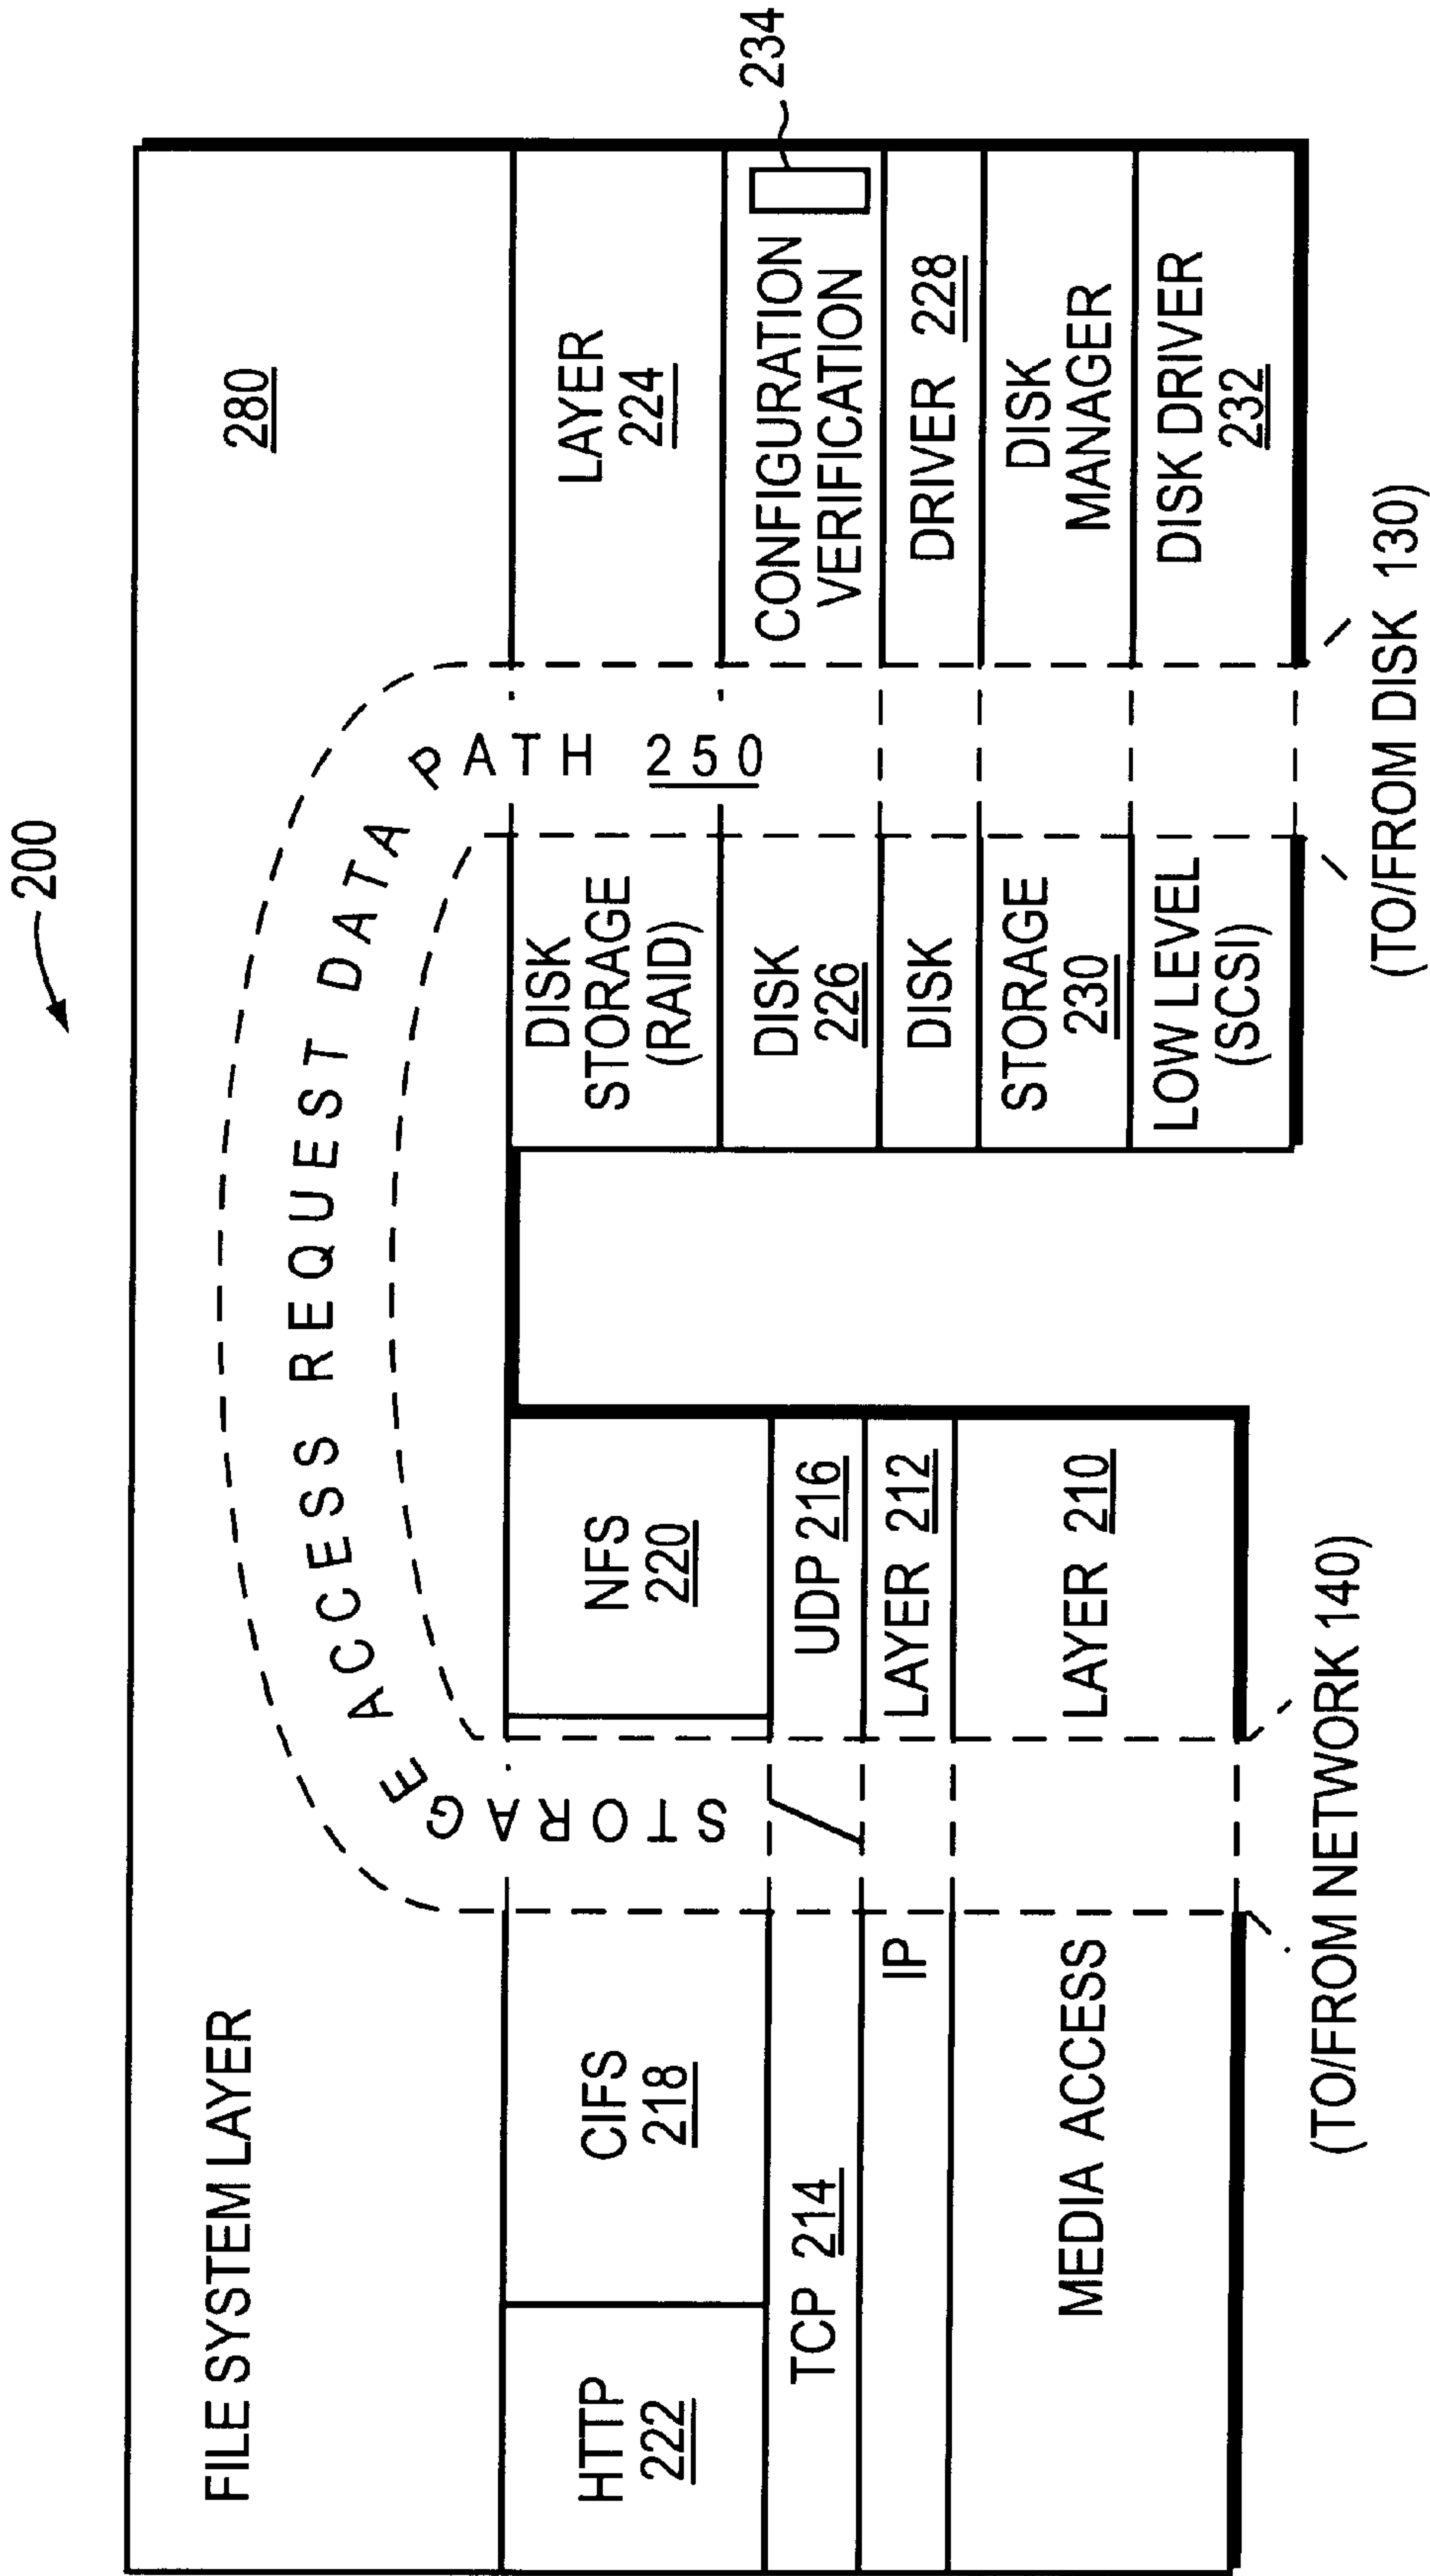 200
FILE SYSTEM LAYER
280
STORAGE ACCESS REQUEST DATA PATH 250
HTTP
222
CIFS
218
NFS
220
TCP 214
UDP 216
IP
LAYER 212
MEDIA ACCESS
LAYER 210
(TO/FROM NETWORK 140)
DISK
STORAGE
(RAID)
LAYER
224
DISK
226
CONFIGURATION
VERIFICATION
234
DISK
DRIVER 228
STORAGE
230
DISK
MANAGER
LOW LEVEL
(SCSI)
DISK DRIVER
232
(TO/FROM DISK 130)